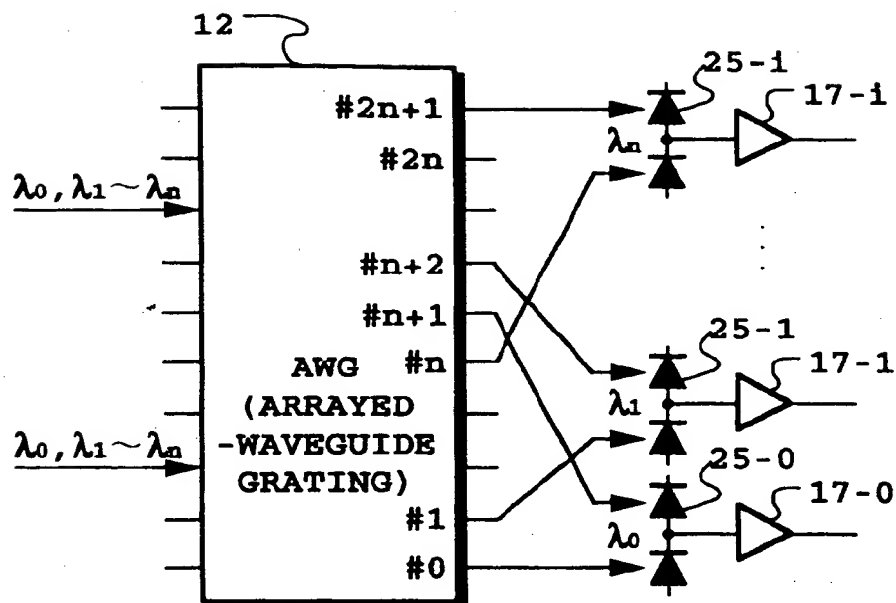 12
25-i
17-i
#2n+1
λn
#2n
λ0, λ1~λn
#n+2
#n+1
25-1
17-1
#n
AWG
(ARRAYED
-WAVEGUIDE
GRATING)
λ1
λ0, λ1~λn
25-0
17-0
#1
λ0
#0